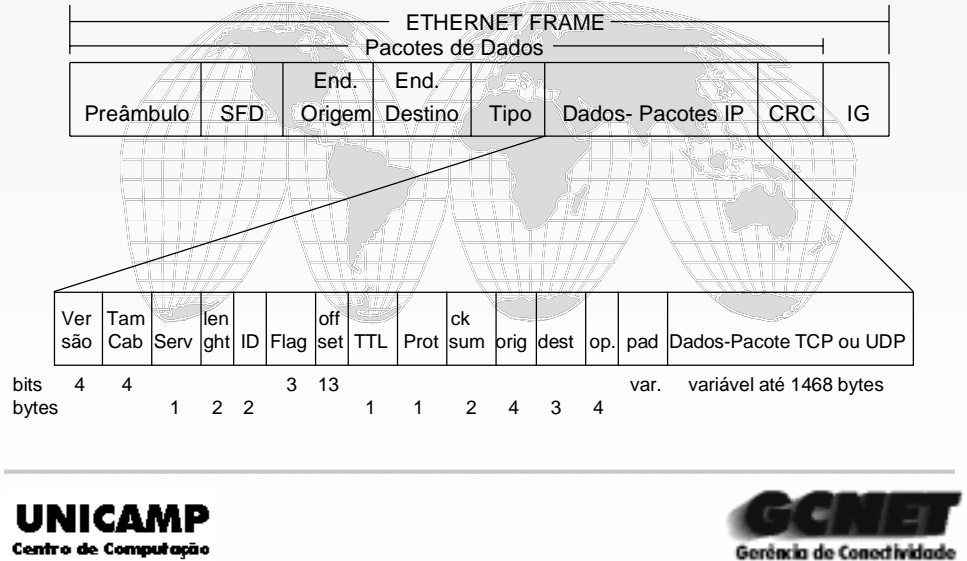 ETHERNET FRAME
Pacotes de Dados
Preâmbulo SFD End. Origem End. Destino Tipo Dados- Pacotes IP CRC IG
Ver são Tam Cab Serv len ght ID Flag off set TTL Prot ck sum orig dest op. pad Dados-Pacote TCP ou UDP
bits 4 4 3 13 var. variável até 1468 bytes
bytes 1 2 2 1 1 2 4 3 4
UNICAMP GCNET
Centro de Computação Gerência de Conectividade